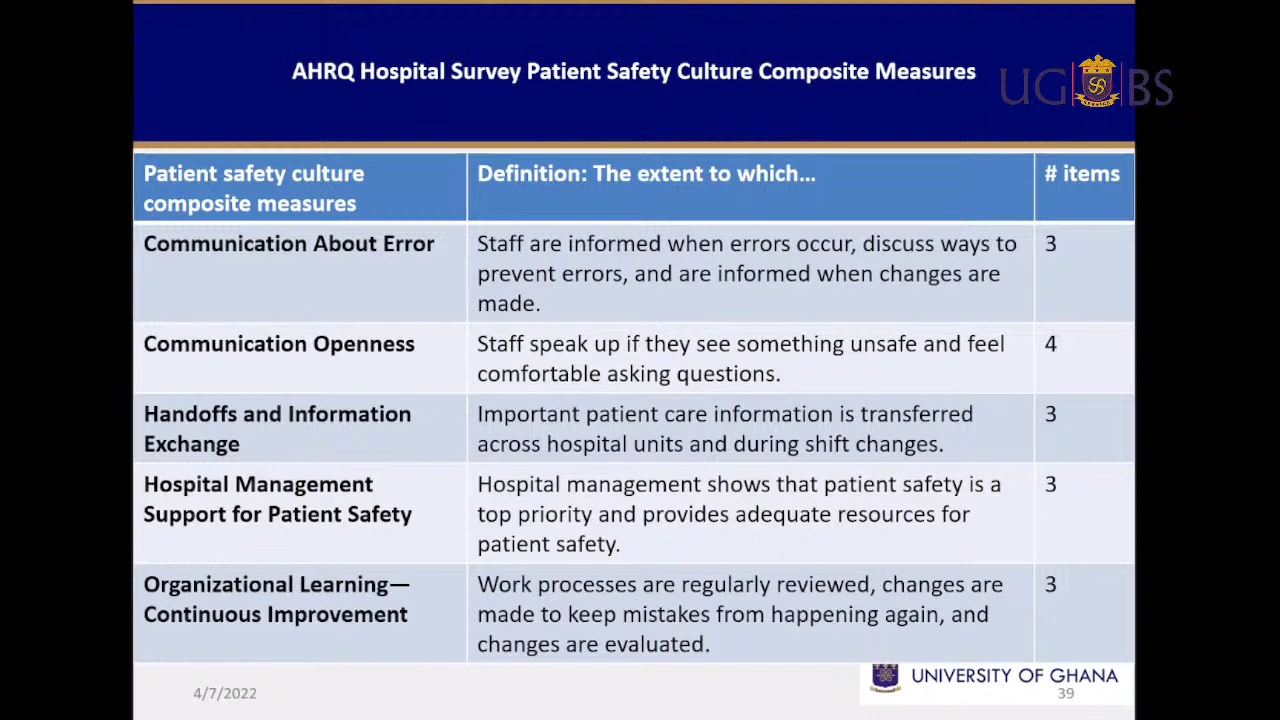 AHRQ Hospital Survey Patient Safety Culture Composite Measures
UG BS
Patient safety culture
composite measures
Definition: The extent to which…
# items
Communication About Error
Staff are informed when errors occur, discuss ways to
prevent errors, and are informed when changes are
made.
3
Communication Openness
Staff speak up if they see something unsafe and feel
comfortable asking questions.
4
Handoffs and Information
Exchange
Important patient care information is transferred
across hospital units and during shift changes.
3
Hospital Management
Support for Patient Safety
Hospital management shows that patient safety is a
top priority and provides adequate resources for
patient safety.
3
Organizational Learning—
Continuous Improvement
Work processes are regularly reviewed, changes are
made to keep mistakes from happening again, and
changes are evaluated.
3
4/7/2022
UNIVERSITY OF GHANA
39